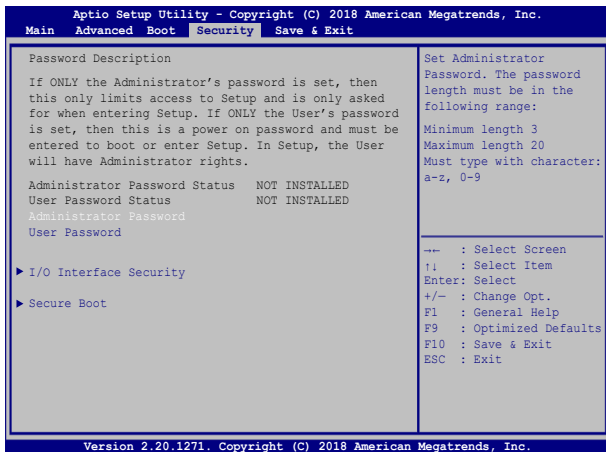 Aptio Setup Utility - Copyright (C) 2018 American Megatrends, Inc.
Main Advanced Boot Security Save & Exit
Password Description
If ONLY the Administrator's password is set, then
this only limits access to Setup and is only asked
for when entering Setup. If ONLY the User's password
is set, then this is a power on password and must be
entered to boot or enter Setup. In Setup, the User
will have Administrator rights.
Administrator Password Status NOT INSTALLED
User Password Status NOT INSTALLED
Administrator Password
User Password
▶ I/O Interface Security
▶ Secure Boot
Set Administrator
Password. The password
length must be in the
following range:
Minimum length 3
Maximum length 20
Must type with character:
a-z, 0-9
→← : Select Screen
↑↓ : Select Item
Enter: Select
+/— : Change Opt.
F1 : General Help
F9 : Optimized Defaults
F10 : Save & Exit
ESC : Exit
Version 2.20.1271. Copyright (C) 2018 American Megatrends, Inc.